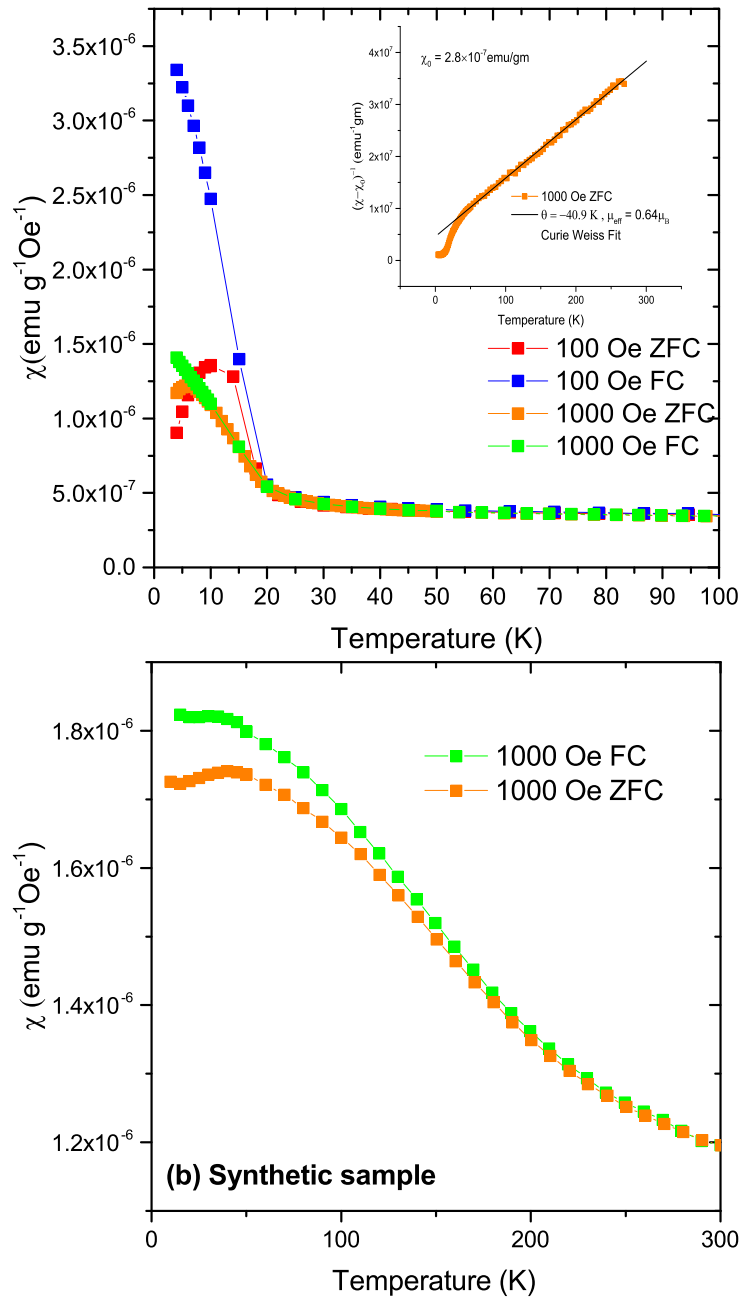 3.5x10⁻⁶
3.0x10⁻⁶
2.5x10⁻⁶
2.0x10⁻⁶
1.5x10⁻⁶
1.0x10⁻⁶
5.0x10⁻⁷
0.0
χ(emu g⁻¹Oe⁻¹)
0 10 20 30 40 50 60 70 80 90 100
Temperature (K)
χ₀ = 2.8×10⁻⁷emu/gm
4x10⁷
3x10⁷
2x10⁷
1x10⁷
0
(χ−χ₀)⁻¹ (emu⁻¹gm)
1000 Oe ZFC
θ = −40.9 K , μeff = 0.64μB
Curie Weiss Fit
0 100 200 300
Temperature (K)
100 Oe ZFC
100 Oe FC
1000 Oe ZFC
1000 Oe FC
1.8x10⁻⁶
1.6x10⁻⁶
1.4x10⁻⁶
1.2x10⁻⁶
χ (emu g⁻¹Oe⁻¹)
1000 Oe FC
1000 Oe ZFC
(b) Synthetic sample
0 100 200 300
Temperature (K)